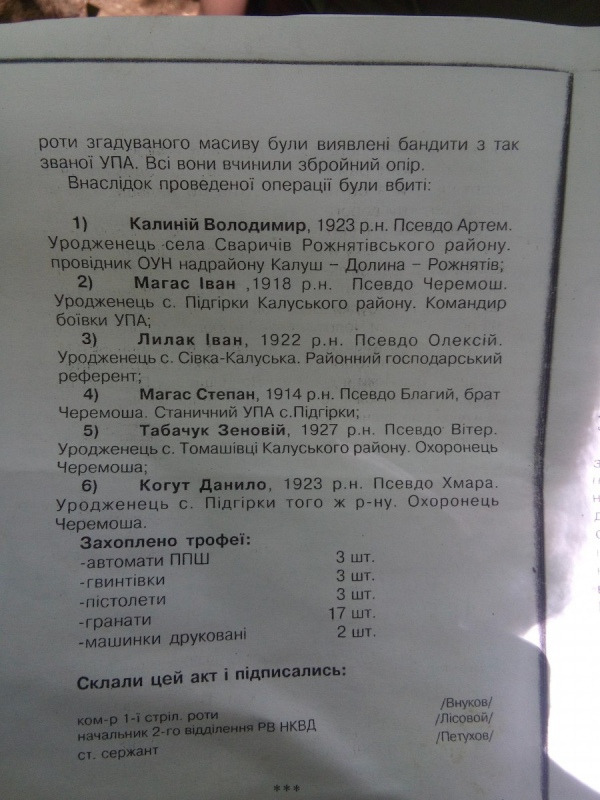 роти згадуваного масиву були виявлені бандити з так
званої УПА. Всі вони вчинили збройний опір.
Внаслідок проведеної операції були вбиті:
1) Калиній Володимир, 1923 р.н. Псевдо Артем.
Уродженець села Сваричів Рожнятівського району.
провідник ОУН надрайону Калуш – Долина – Рожнятів;
2) Магас Іван ,1918 р.н. Псевдо Черемош.
Уродженець с. Підгірки Калуського району. Командир
боївки УПА;
3) Лилак Іван, 1922 р.н. Псевдо Олексій.
Уродженець с. Сівка-Калуська. Районний господарський
референт;
4) Магас Степан, 1914 р.н. Псевдо Благий, брат
Черемоша. Станичний УПА с.Підгірки;
5) Табачук Зеновій, 1927 р.н. Псевдо Вітер.
Уродженець с. Томашівці Калуського району. Охоронець
Черемоша;
6) Когут Данило, 1923 р.н. Псевдо Хмара.
Уродженець с. Підгірки того ж р-ну. Охоронець
Черемоша.
Захоплено трофеї:
-автомати ППШ 3 шт.
-гвинтівки 3 шт.
-пістолети 3 шт.
-гранати 17 шт.
-машинки друковані 2 шт.
Склали цей акт і підписались:
ком-р 1-ї стріл. роти /Внуков/
начальник 2-го відділення РВ НКВД /Лісовой/
ст. сержант /Петухов/
***